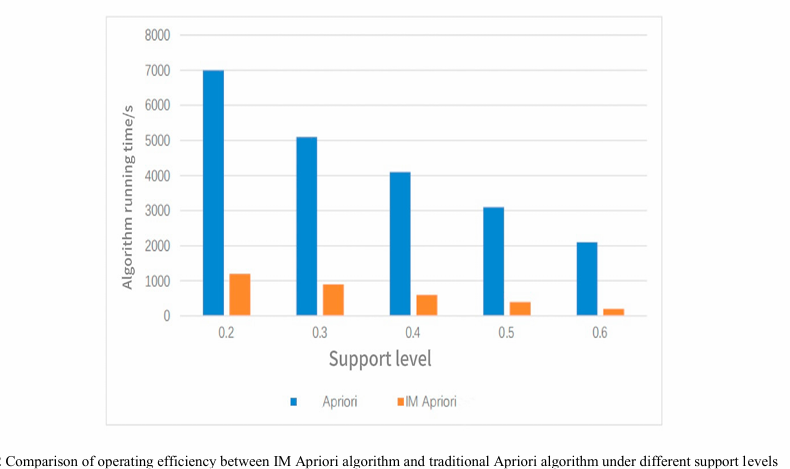 8000
7000
6000
5000
4000
3000
2000
1000
0
Algorithm running time/s
0.2 0.3 0.4 0.5 0.6
Support level
Apriori IM Apriori
Comparison of operating efficiency between IM Apriori algorithm and traditional Apriori algorithm under different support levels